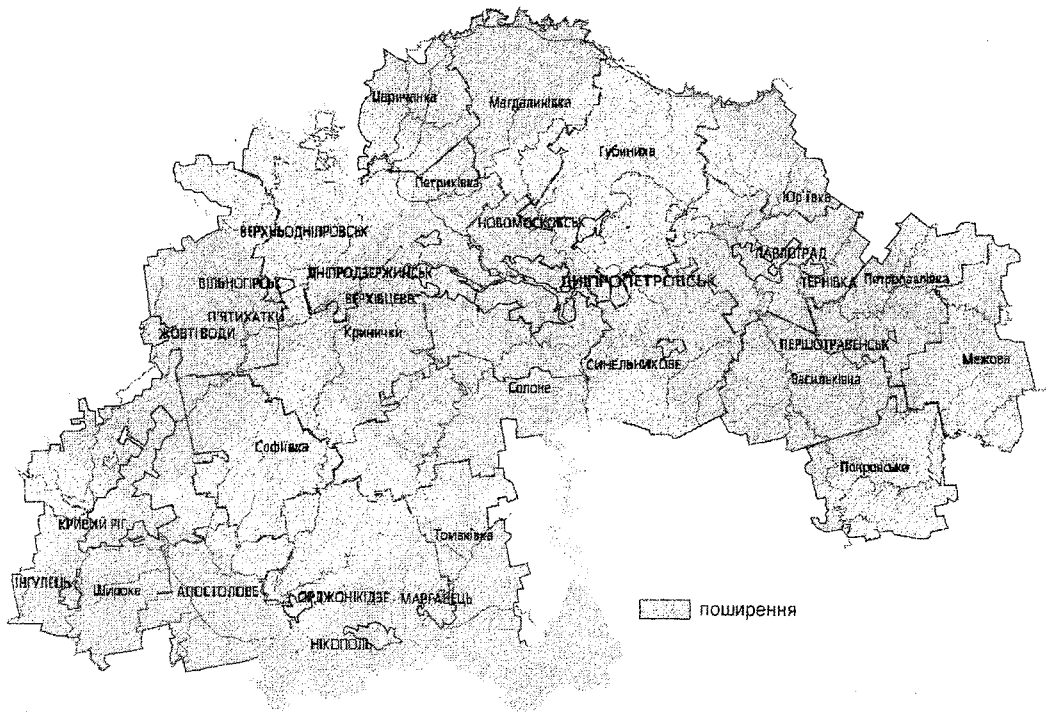 Царичанка
Магдалинівка
Губиниха
Петриківка
Юр'ївка
НОВОМОСКОВСЬК
ВЕРХНЬОДНІПРОВСЬК
ПАВЛОГРАД
ДНІПРОДЗЕРЖИНСЬК
ДНІПРОПЕТРОВСЬК
ТЕРНІВКА
Петропавлівка
ВІЛЬНОГІРСЬК
ВЕРХІВЦЕВЕ
П'ЯТИХАТКИ
ЖОВТІ ВОДИ
Кринички
ПЕРШОТРАВЕНСЬК
Межова
СИНЕЛЬНИКОВЕ
Васильківка
Солоне
Софіївка
Покровське
КРИВИЙ РІГ
Томаківка
ІНГУЛЕЦЬ
Широке
АПОСТОЛОВЕ
ОРДЖОНІКІДЗЕ
МАРГАНЕЦЬ
поширення
НІКОПОЛЬ